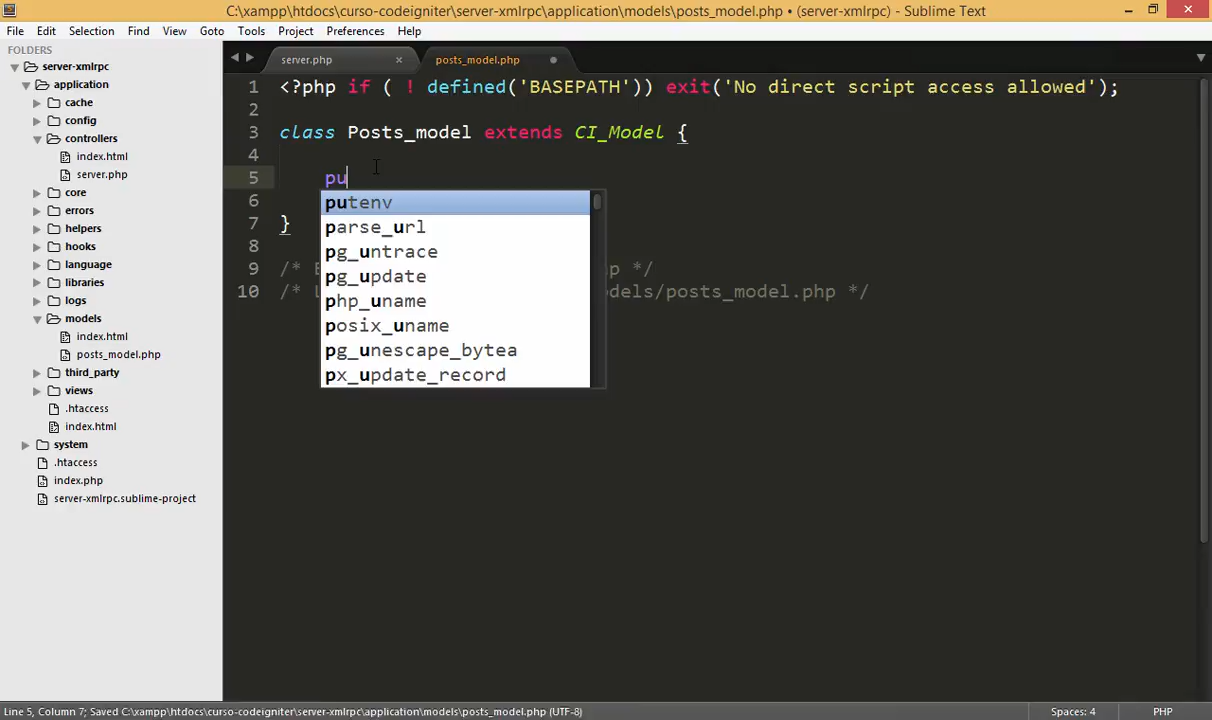 C:\xampp\htdocs\curso-codeigniter\server-xmlrpc\application\models\posts_model.php • (server-xmlrpc) - Sublime Text
File Edit Selection Find View Goto Tools Project Preferences Help
FOLDERS
server-xmlrpc
application
cache
config
controllers
index.html
server.php
core
errors
helpers
hooks
language
libraries
logs
models
index.html
posts_model.php
third_party
views
.htaccess
index.html
system
.htaccess
index.php
server-xmlrpc.sublime-project
server.php × posts_model.php
1 <?php if ( ! defined('BASEPATH')) exit('No direct script access allowed');
2
3 class Posts_model extends CI_Model {
4
5 pu
6
7 }
8
9 /* p */
10 /* dels/posts_model.php */
putenv
parse_url
pg_untrace
pg_update
php_uname
posix_uname
pg_unescape_bytea
px_update_record
Line 5, Column 7; Saved C:\xampp\htdocs\curso-codeigniter\server-xmlrpc\application\models\posts_model.php (UTF-8) Spaces: 4 PHP